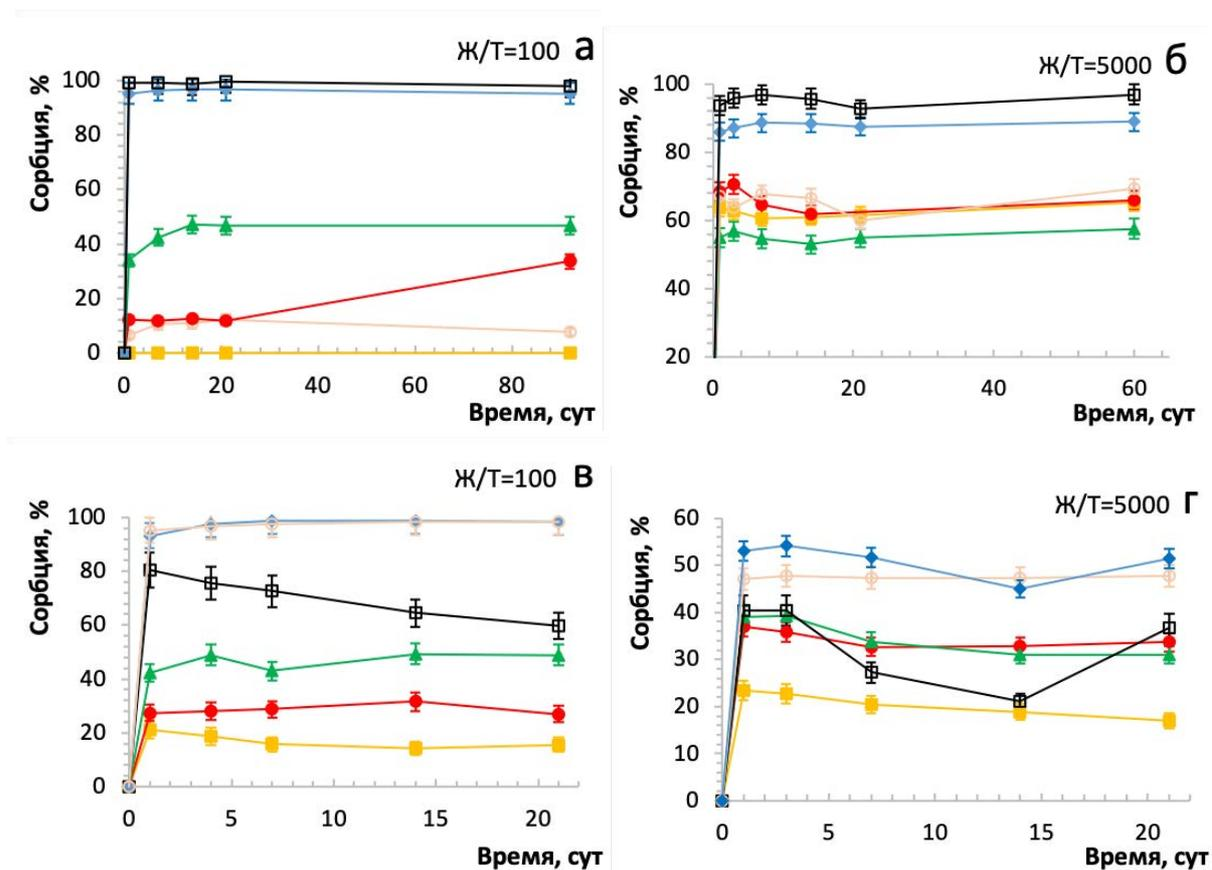 Ж/Т=100 а
Сорбция, %
100
80
60
40
20
0
0 20 40 60 80
Время, сут
Ж/Т=5000 б
Сорбция, %
100
80
60
40
20
0 20 40 60
Время, сут
Ж/Т=100 в
Сорбция, %
100
80
60
40
20
0
0 5 10 15 20
Время, сут
Ж/Т=5000 г
Сорбция, %
60
50
40
30
20
10
0
0 5 10 15 20
Время, сут